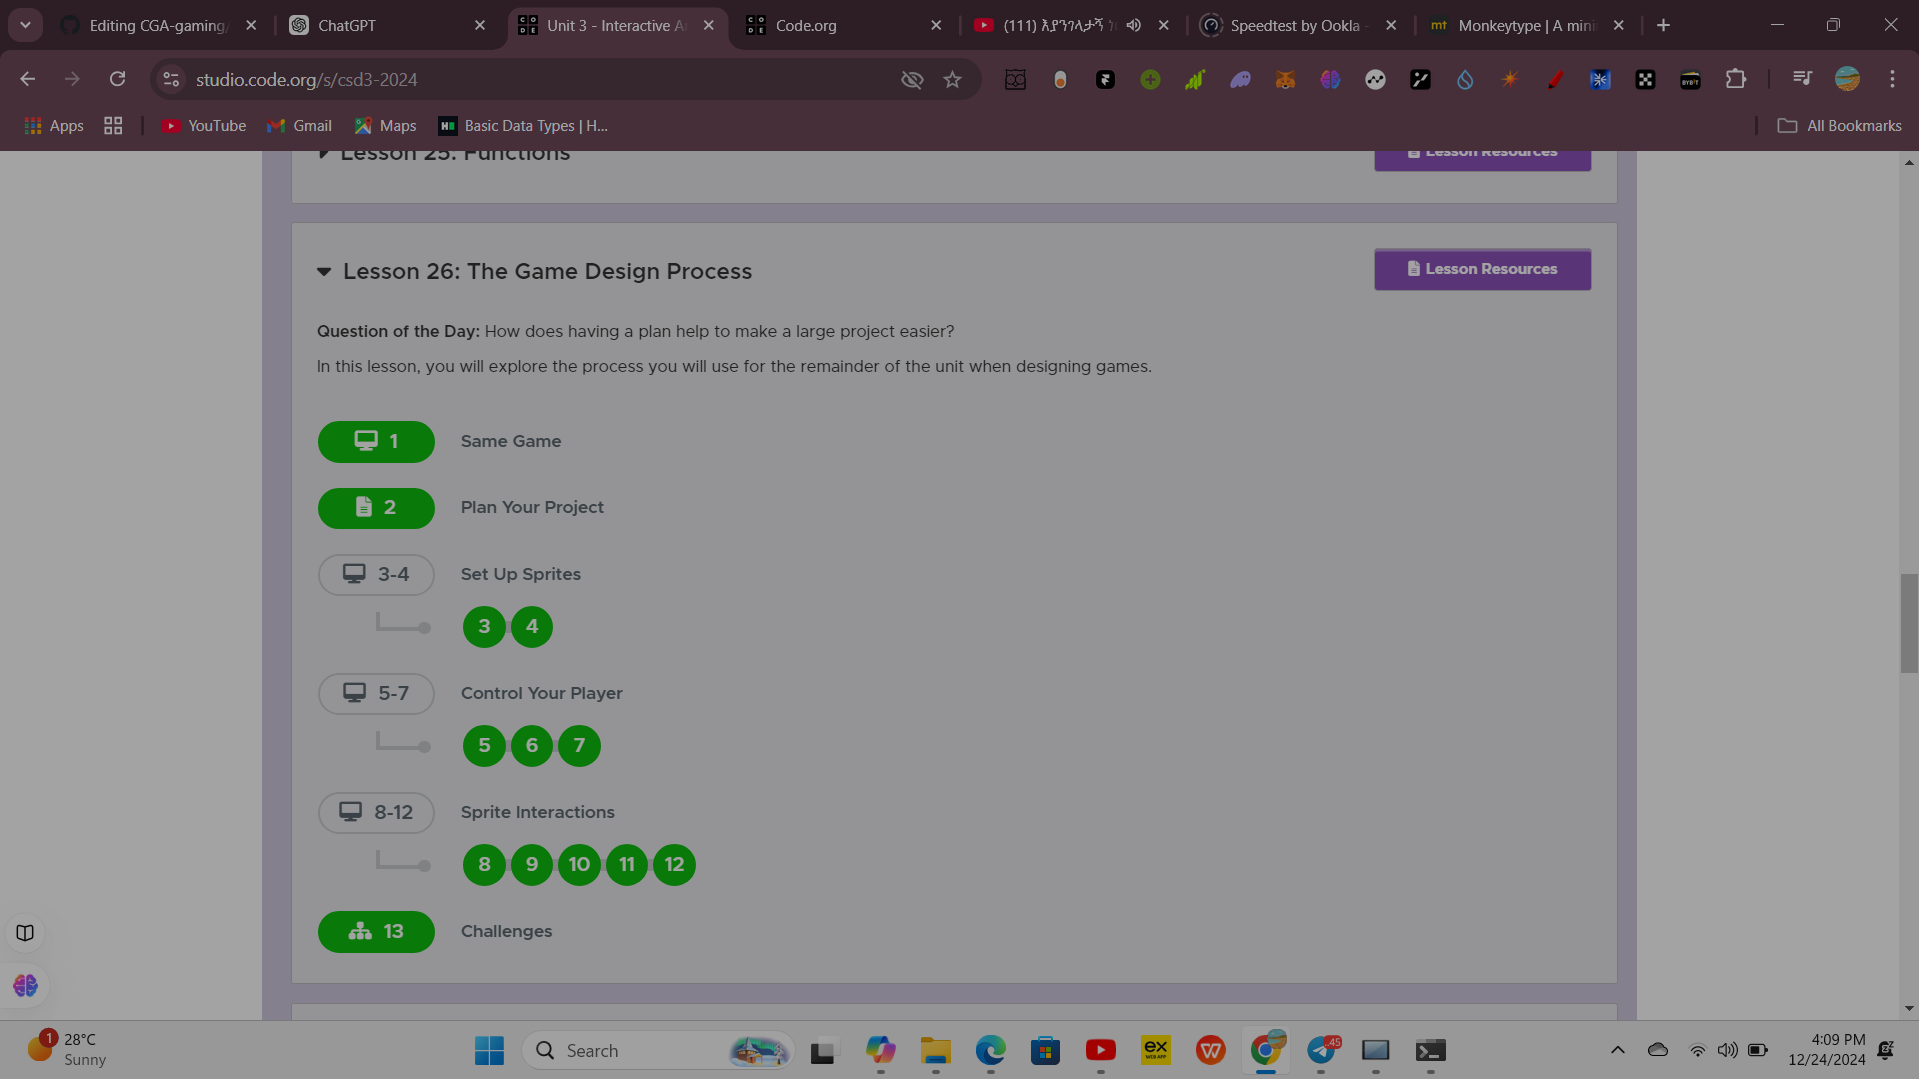 Editing CGA-gaming/
ChatGPT
Unit 3 - Interactive A
Code.org
(111) እያንገላታኝ
Speedtest by Ookla -
mt Monkeytype | A mini
studio.code.org/s/csd3-2024
Apps
YouTube
Gmail
Maps
Basic Data Types | H...
All Bookmarks
Lesson 25: Functions
Lesson Resources
Lesson 26: The Game Design Process
Lesson Resources
Question of the Day: How does having a plan help to make a large project easier?
In this lesson, you will explore the process you will use for the remainder of the unit when designing games.
1 Same Game
2 Plan Your Project
3-4 Set Up Sprites
3 4
5-7 Control Your Player
5 6 7
8-12 Sprite Interactions
8 9 10 11 12
13 Challenges
1 28°C
Sunny
Search
45
4:09 PM
12/24/2024